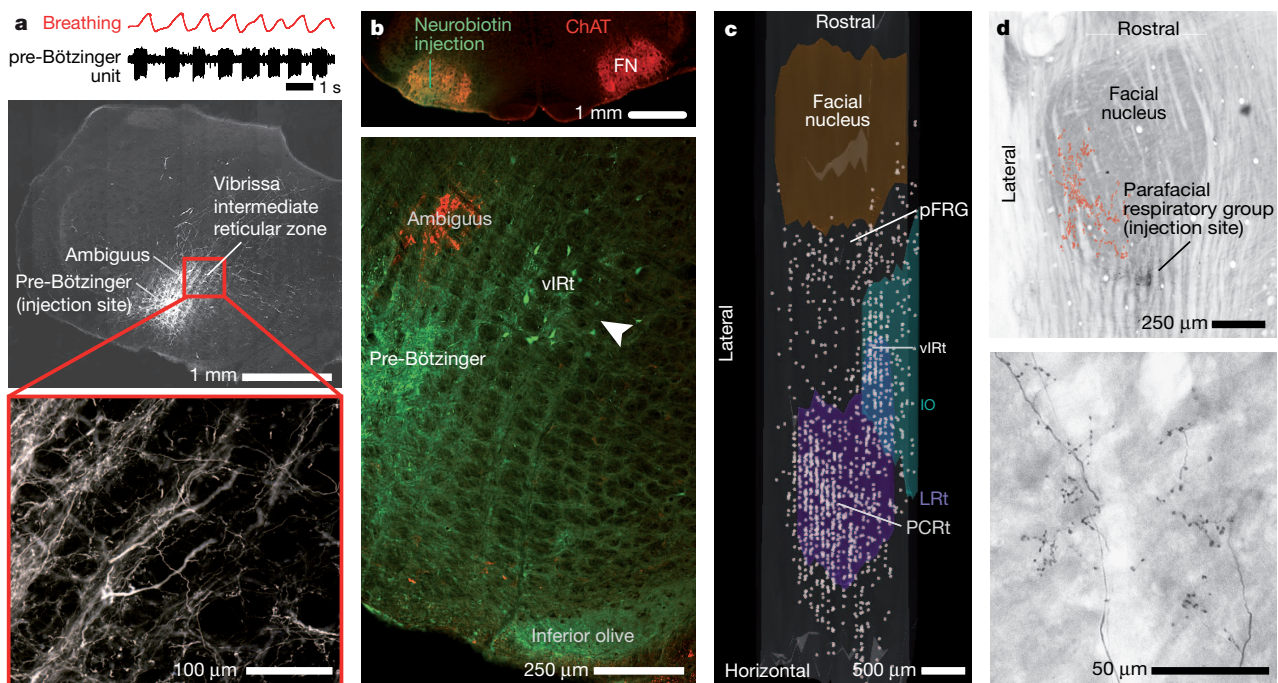 a
Breathing
pre-Bötzinger
unit
1 s
Vibrissa
intermediate
reticular zone
Ambiguus
Pre-Bötzinger
(injection site)
1 mm
100 μm
b
Neurobiotin
injection
ChAT
FN
1 mm
Ambiguus
vIRt
Pre-Bötzinger
Inferior olive
250 μm
c
Rostral
Facial
nucleus
pFRG
Lateral
vIRt
IO
LRt
PCRt
Horizontal
500 μm
d
Rostral
Facial
nucleus
Lateral
Parafacial
respiratory group
(injection site)
250 μm
50 μm